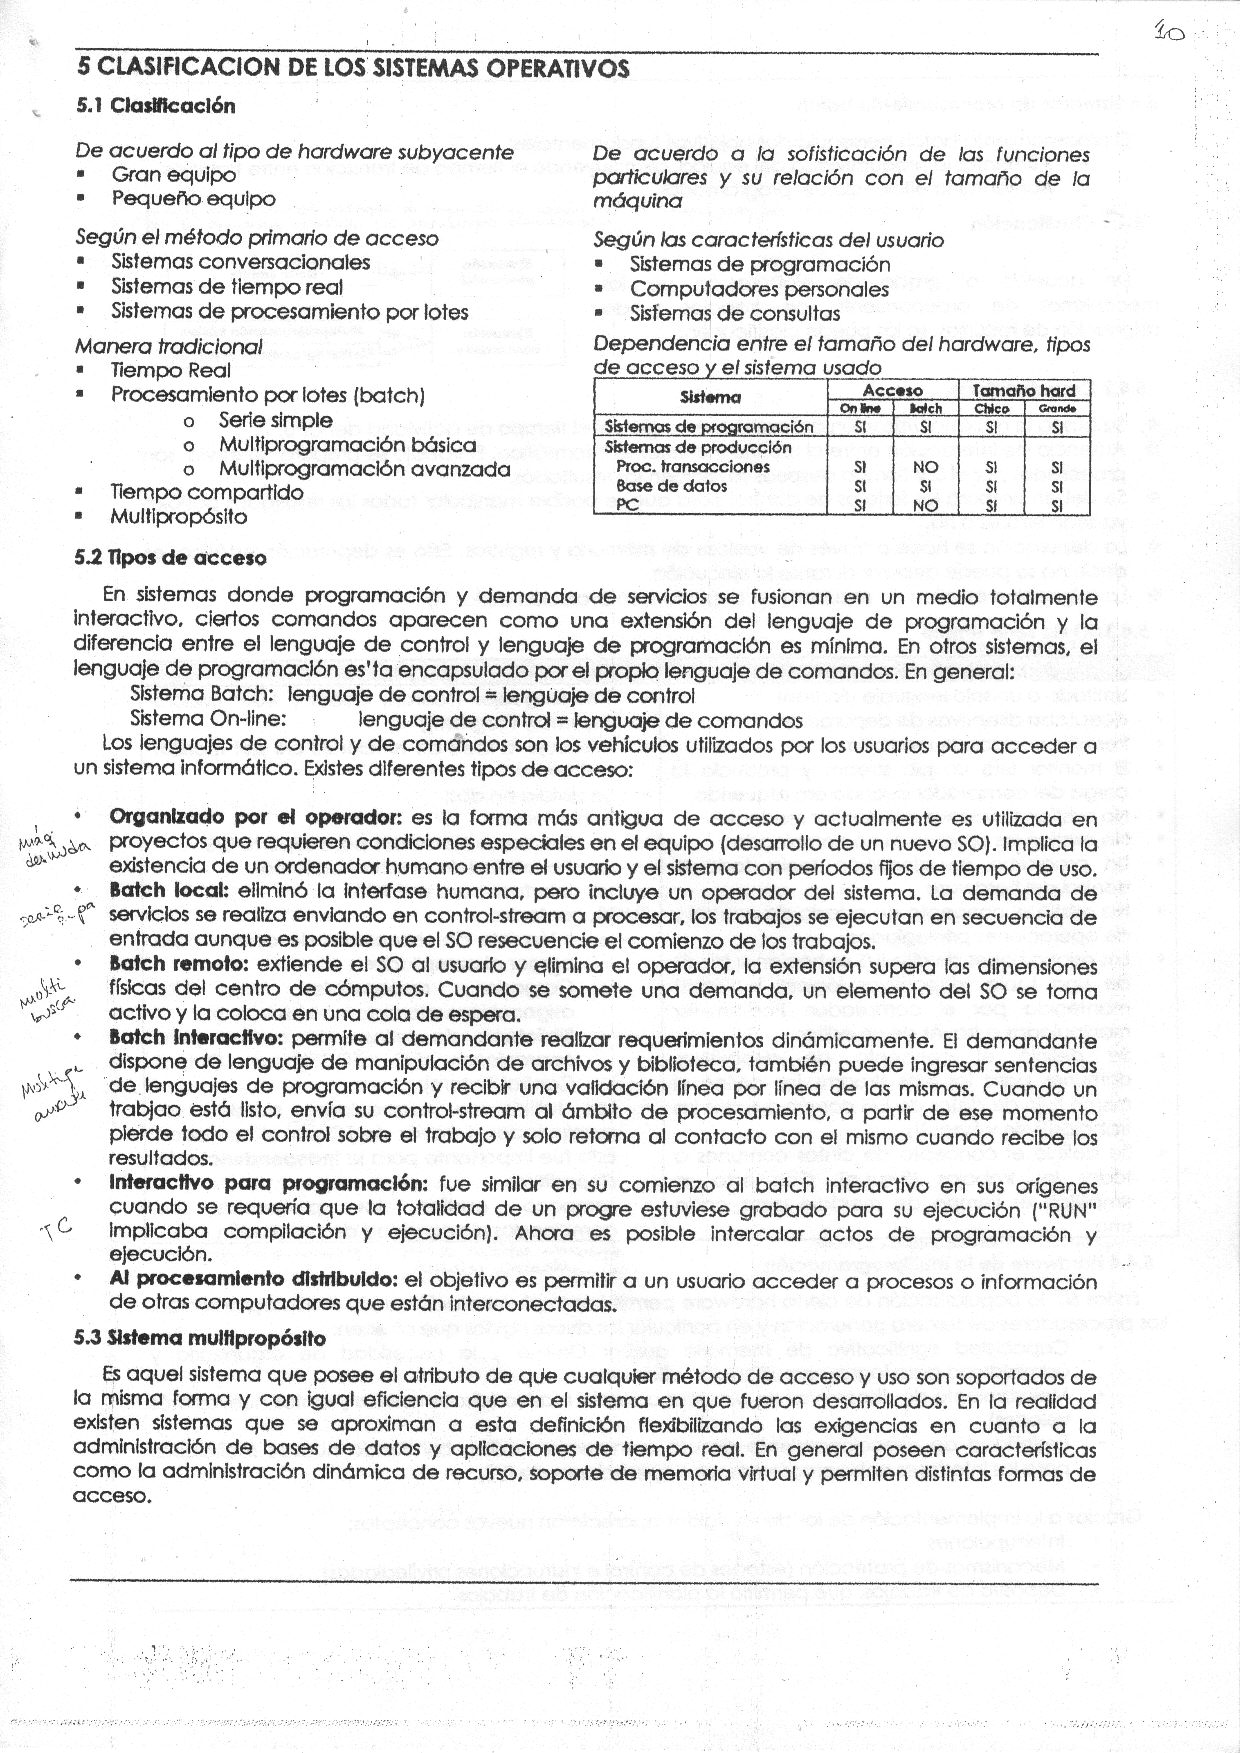 10
5 CLASIFICACION DE LOS SISTEMAS OPERATIVOS
5.1 Clasificación
De acuerdo al tipo de hardware subyacente
▪ Gran equipo
▪ Pequeño equipo
Según el método primario de acceso
▪ Sistemas conversacionales
▪ Sistemas de tiempo real
▪ Sistemas de procesamiento por lotes
Manera tradicional
▪ Tiempo Real
▪ Procesamiento por lotes (batch)
o Serie simple
o Multiprogramación básica
o Multiprogramación avanzada
▪ Tiempo compartido
▪ Multipropósito
De acuerdo a la sofisticación de las funciones
particulares y su relación con el tamaño de la
máquina
Según las características del usuario
▪ Sistemas de programación
▪ Computadores personales
▪ Sistemas de consultas
Dependencia entre el tamaño del hardware, tipos
de acceso y el sistema usado
Sistema Acceso Tamaño hard
On line Batch Chico Grande
Sistemas de programación SI SI SI SI
Sistemas de producción
Proc. transacciones SI NO SI SI
Base de datos SI SI SI SI
PC SI NO SI SI
5.2 Tipos de acceso
En sistemas donde programación y demanda de servicios se fusionan en un medio totalmente
interactivo, ciertos comandos aparecen como una extensión del lenguaje de programación y la
diferencia entre el lenguaje de control y lenguaje de programación es mínima. En otros sistemas, el
lenguaje de programación es'ta encapsulado por el propio lenguaje de comandos. En general:
Sistema Batch: lenguaje de control = lenguaje de control
Sistema On-line: lenguaje de control = lenguaje de comandos
Los lenguajes de control y de comandos son los vehículos utilizados por los usuarios para acceder a
un sistema informático. Existes diferentes tipos de acceso:
• Organizado por el operador: es la forma más antigua de acceso y actualmente es utilizada en
máq desnuda proyectos que requieren condiciones especiales en el equipo (desarrollo de un nuevo SO). Implica la
existencia de un ordenador humano entre el usuario y el sistema con períodos fijos de tiempo de uso.
• Batch local: eliminó la interfase humana, pero incluye un operador del sistema. La demanda de
servicios se realiza enviando en control-stream a procesar, los trabajos se ejecutan en secuencia de
entrada aunque es posible que el SO resecuencie el comienzo de los trabajos.
• Batch remoto: extiende el SO al usuario y elimina el operador, la extensión supera las dimensiones
físicas del centro de cómputos. Cuando se somete una demanda, un elemento del SO se torna
activo y la coloca en una cola de espera.
• Batch interactivo: permite al demandante realizar requerimientos dinámicamente. El demandante
dispone de lenguaje de manipulación de archivos y biblioteca, también puede ingresar sentencias
de lenguajes de programación y recibir una validación línea por línea de las mismas. Cuando un
trabjao está listo, envía su control-stream al ámbito de procesamiento, a partir de ese momento
pierde todo el control sobre el trabajo y solo retorna al contacto con el mismo cuando recibe los
resultados.
• Interactivo para programación: fue similar en su comienzo al batch interactivo en sus orígenes
cuando se requería que la totalidad de un progre estuviese grabado para su ejecución ("RUN"
TC implicaba compilación y ejecución). Ahora es posible intercalar actos de programación y
ejecución.
• Al procesamiento distribuido: el objetivo es permitir a un usuario acceder a procesos o información
de otras computadores que están interconectadas.
5.3 Sistema multipropósito
Es aquel sistema que posee el atributo de que cualquier método de acceso y uso son soportados de
la misma forma y con igual eficiencia que en el sistema en que fueron desarrollados. En la realidad
existen sistemas que se aproximan a esta definición flexibilizando las exigencias en cuanto a la
administración de bases de datos y aplicaciones de tiempo real. En general poseen características
como la administración dinámica de recurso, soporte de memoria virtual y permiten distintas formas de
acceso.